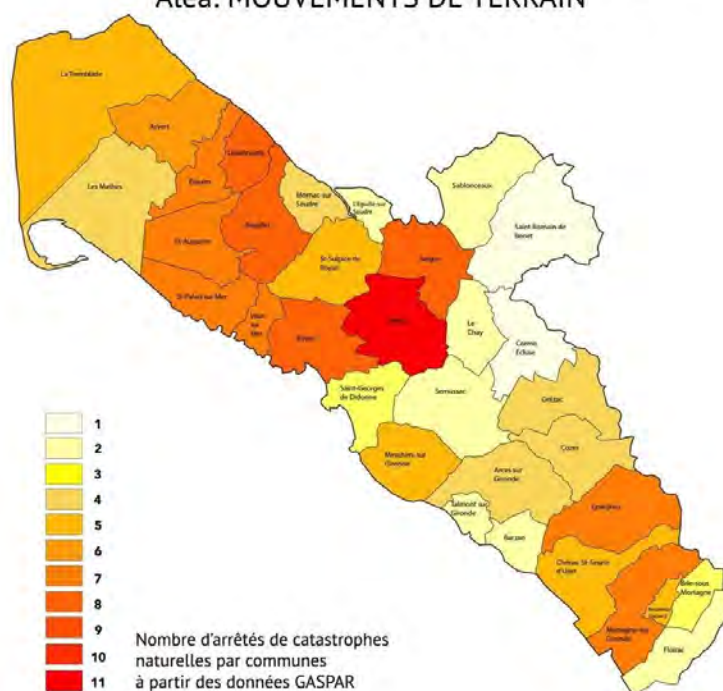 Aléa: MOUVEMENTS DE TERRAIN
La Tremblade
Arvert
Les Mathes
Etaules
Chaillevette
Mornac sur
Seudre
L'Eguille sur
Seudre
Sablonceaux
Saint-Romain de
Benet
St-Augustin
Breuillet
St-Sulpice de
Royan
Saujon
St-Palais sur Mer
Vaux
sur
Mer
Royan
Le
Chay
Corme
Ecluse
Saint-Georges
de Didonne
Semussac
Grézac
Cozes
Meschers sur
Gironde
Arces sur
Gironde
Talmont sur
Gironde
Barzan
Epargnes
Chenac St-Seurin
d'Uzet
Brie-sous
Mortagne
Mortagne sur
Gironde
Floirac
1
2
3
4
5
6
7
8
9
10
11
Nombre d'arrêtés de catastrophes
naturelles par communes
à partir des données GASPAR